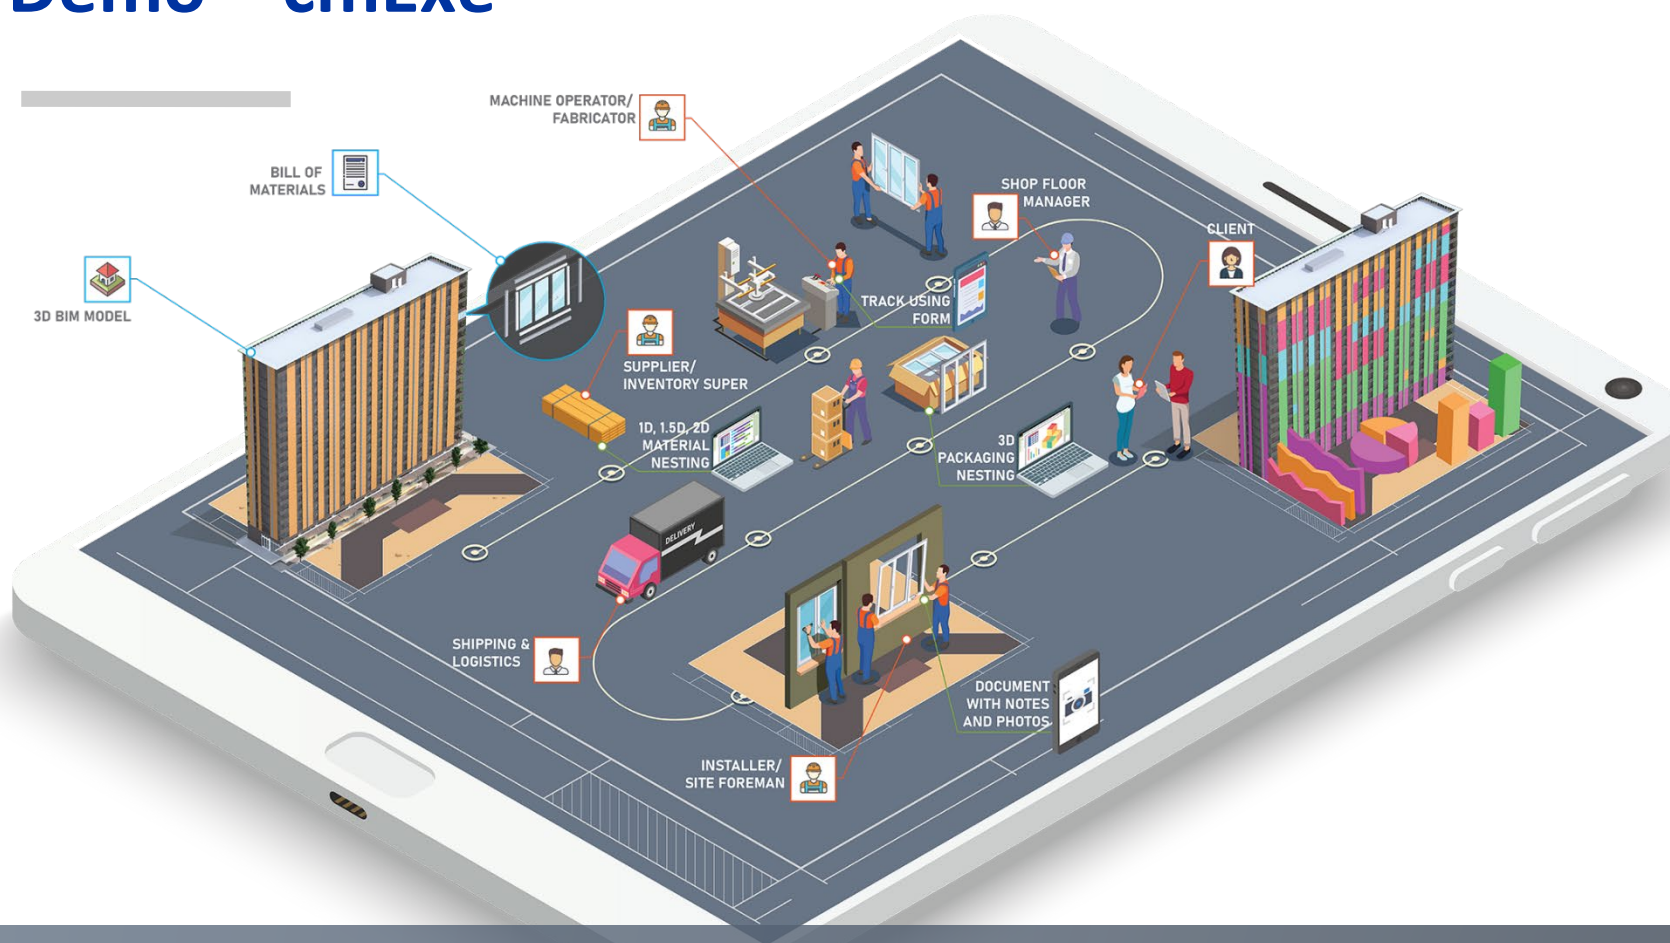 Demo – cmExe
MACHINE OPERATOR/
FABRICATOR
BILL OF
MATERIALS
SHOP FLOOR
MANAGER
CLIENT
3D BIM MODEL
TRACK USING
FORM
SUPPLIER/
INVENTORY SUPER
1D, 1.5D, 2D
MATERIAL
NESTING
3D
PACKAGING
NESTING
DELIVERY
SHIPPING &
LOGISTICS
DOCUMENT
WITH NOTES
AND PHOTOS
INSTALLER/
SITE FOREMAN